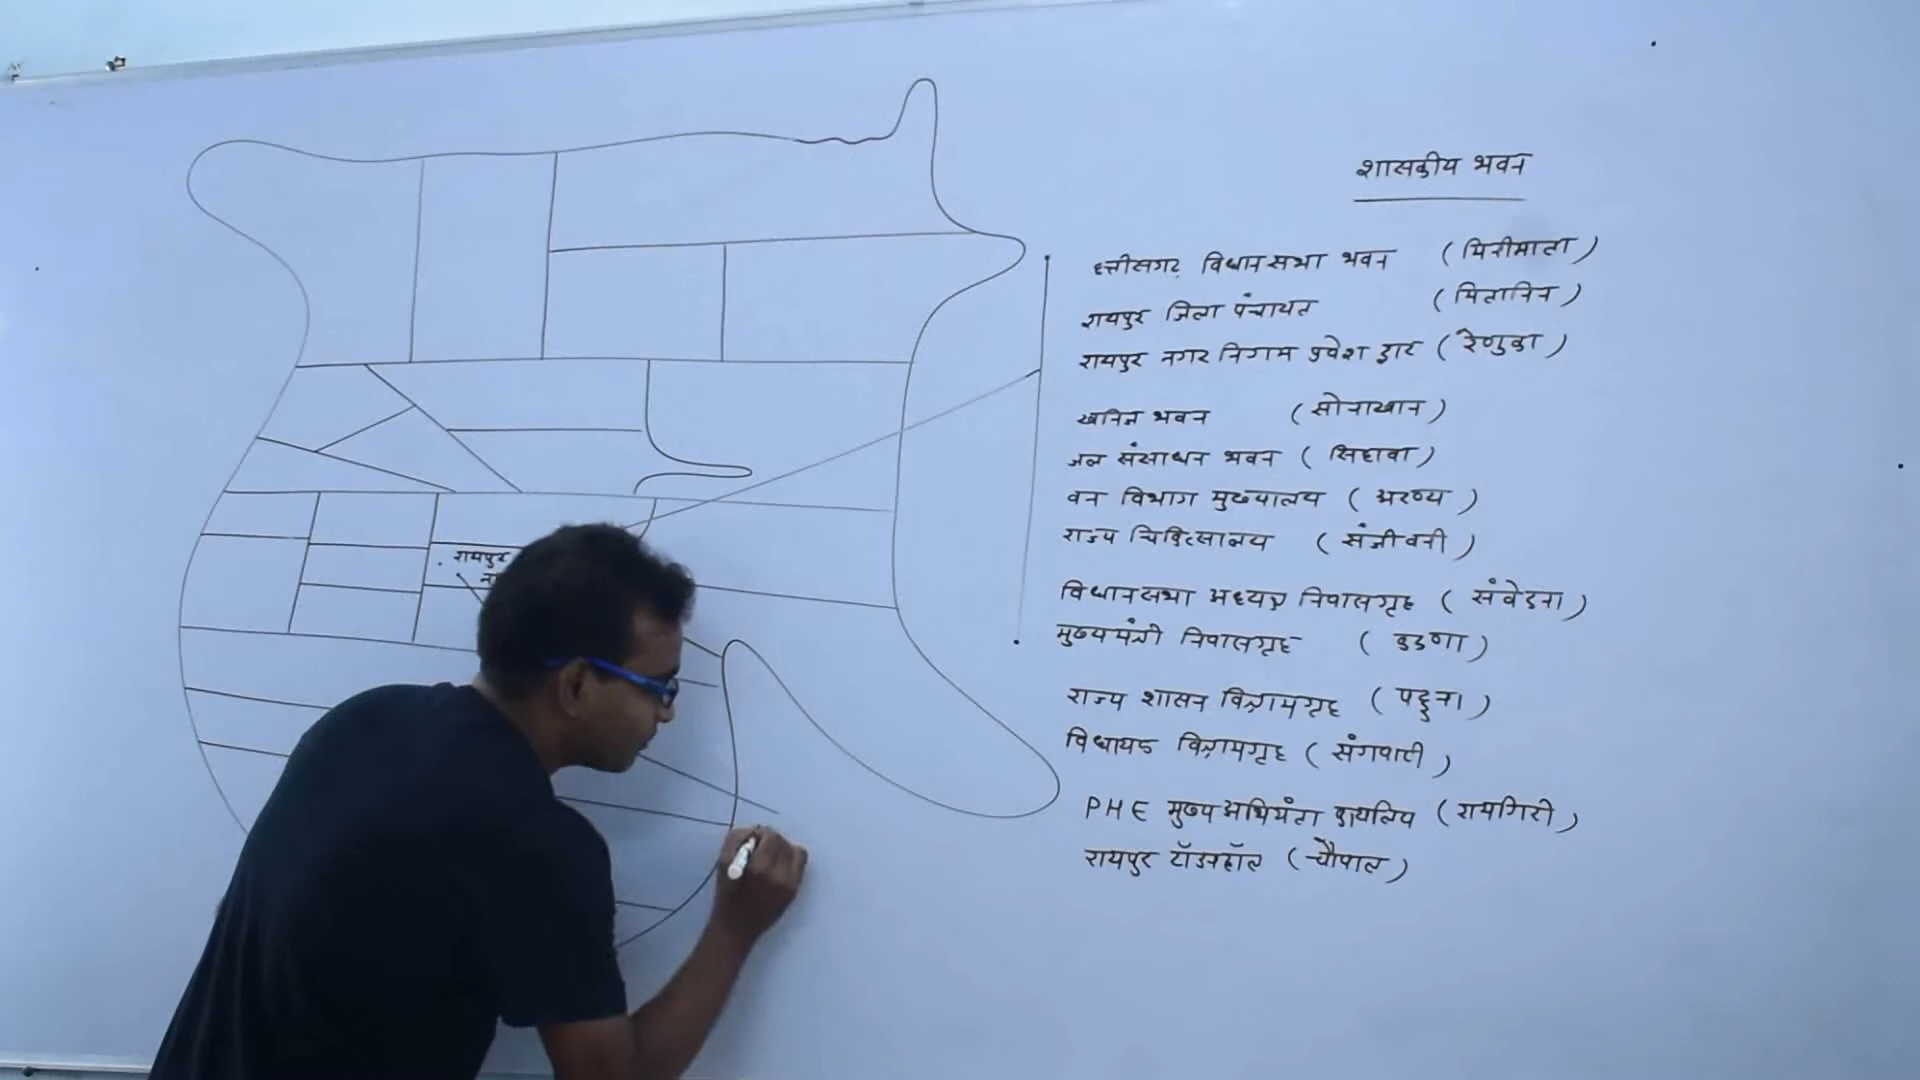 शासकीय भवन
छत्तीसगढ़ विधानसभा भवन (मिनीमाता)
रायपुर जिला पंचायत (मितानिन)
रायपुर नगर निगम प्रवेश द्वार (रेणुका)
खनिज भवन (सोनाखान)
जल संसाधन भवन (सिहावा)
वन विभाग मुख्यालय (अरण्य)
राज्य चिकित्सालय (संजीवनी)
विधानसभा अध्यक्ष निवासगृह (संवेदना)
मुख्यमंत्री निवासगृह (करुणा)
राज्य शासन विश्रामगृह (पहुना)
विधायक विश्रामगृह (संगवारी)
PHE मुख्य अभियंता कार्यालय (रायगिरी)
रायपुर टॉउनहॉल (चौपाल)
रायपुर